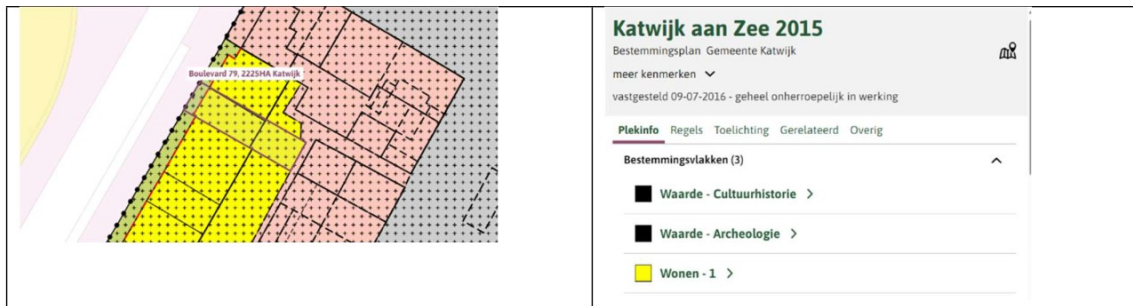 Boulevard 79, 2225HA Katwijk
Katwijk aan Zee 2015
Bestemmingsplan Gemeente Katwijk
meer kenmerken
vastgesteld 09-07-2016 - geheel onherroepelijk in werking
Plekinfo Regels Toelichting Gerelateerd Overig
Bestemmingsvlakken (3)
Waarde - Cultuurhistorie
Waarde - Archeologie
Wonen - 1